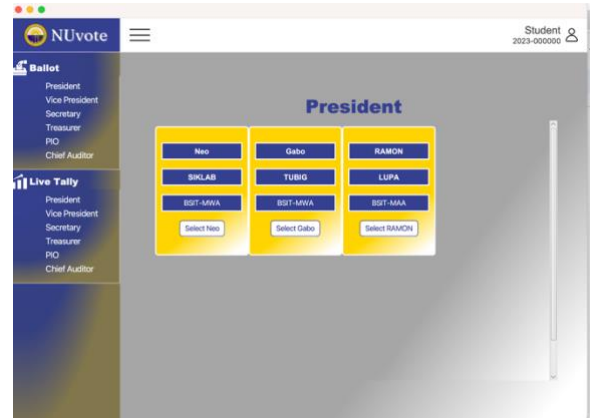 NUvote
Student
2023-000000
Ballot
President
Vice President
Secretary
Treasurer
PIO
Chief Auditor
Live Tally
President
Vice President
Secretary
Treasurer
PIO
Chief Auditor
President
Neo
SIKLAB
BSIT-MWA
Select Neo
Gabo
TUBIG
BSIT-MWA
Select Gabo
RAMON
LUPA
BSIT-MAA
Select RAMON